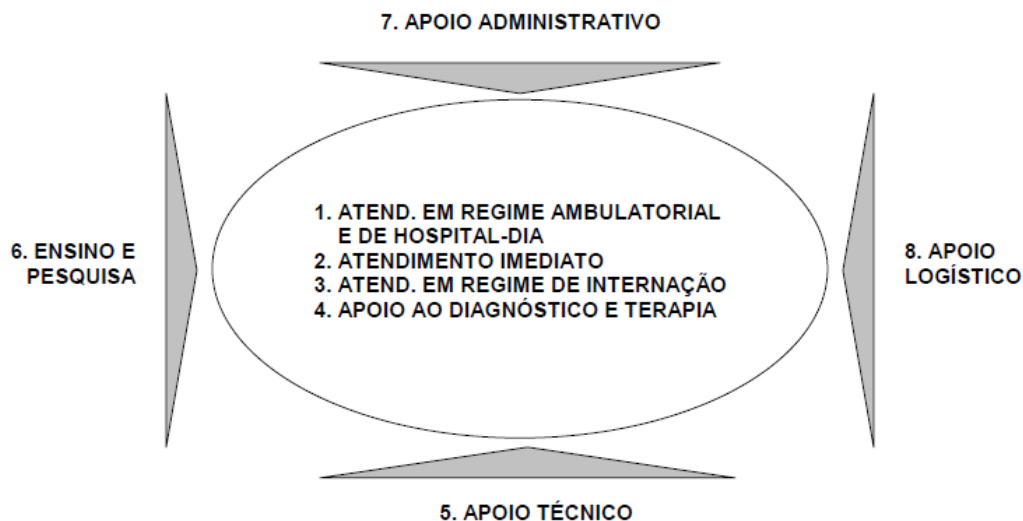 7. APOIO ADMINISTRATIVO
1. ATEND. EM REGIME AMBULATORIAL
E DE HOSPITAL-DIA
2. ATENDIMENTO IMEDIATO
3. ATEND. EM REGIME DE INTERNAÇÃO
4. APOIO AO DIAGNÓSTICO E TERAPIA
6. ENSINO E
PESQUISA
8. APOIO
LOGÍSTICO
5. APOIO TÉCNICO